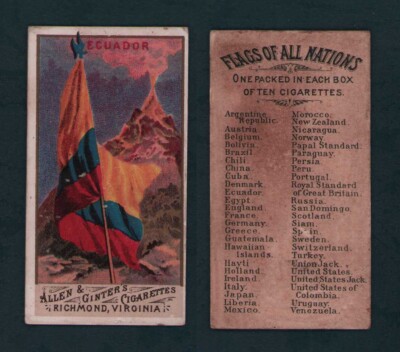 ECUADOR
ALLEN & GINTER'S CIGARETTES
RICHMOND, VIRGINIA
FLAGS OF ALL NATIONS
ONE PACKED IN EACH BOX
OF TEN CIGARETTES.
Argentine
Republic.
Austria.
Belgium.
Bolivia.
Brazil.
Chili.
China.
Cuba.
Denmark.
Ecuador.
Egypt.
England.
France.
Germany.
Greece.
Guatemala.
Hawaiian
Islands.
Hayti
Holland.
Ireland.
Italy.
Japan.
Liberia.
Mexico.
Morocco.
New Zealand.
Nicaragua.
Norway.
Papal Standard.
Paraguay.
Persia.
Peru.
Portugal.
Royal Standard
of Great Britain.
Russia.
San Domingo.
Scotland.
Siam.
Spain.
Sweden.
Switzerland.
Turkey.
Union Jack.
United States.
United States Jack.
United States of
Colombia.
Uruguay.
Venezuela.